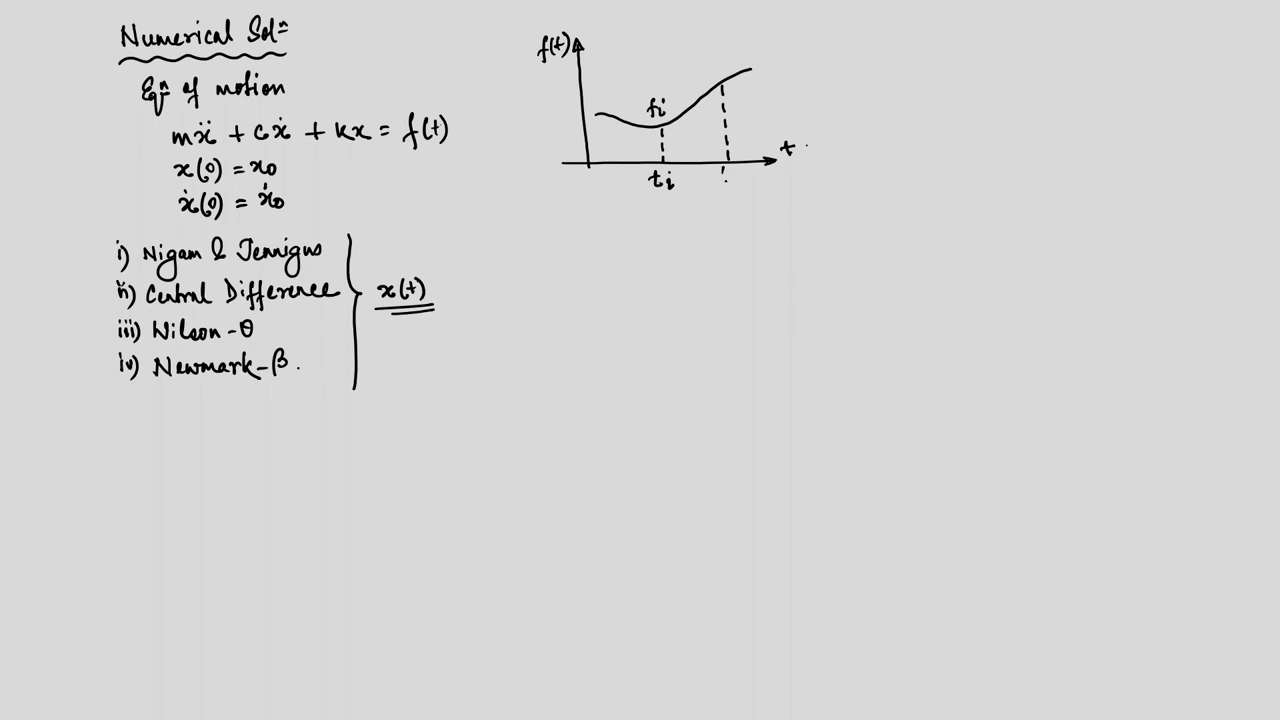 Numerical Solⁿ
Eqⁿ of motion
mẍ + cẋ + kx = f(t)
x(0) = x₀
ẋ(0) = ẋ₀
i) Nigam & Jennigns
ii) Central Difference
iii) Wilson-θ
iv) Newmark-β.
x(t)
f(t)
fi
ti
t